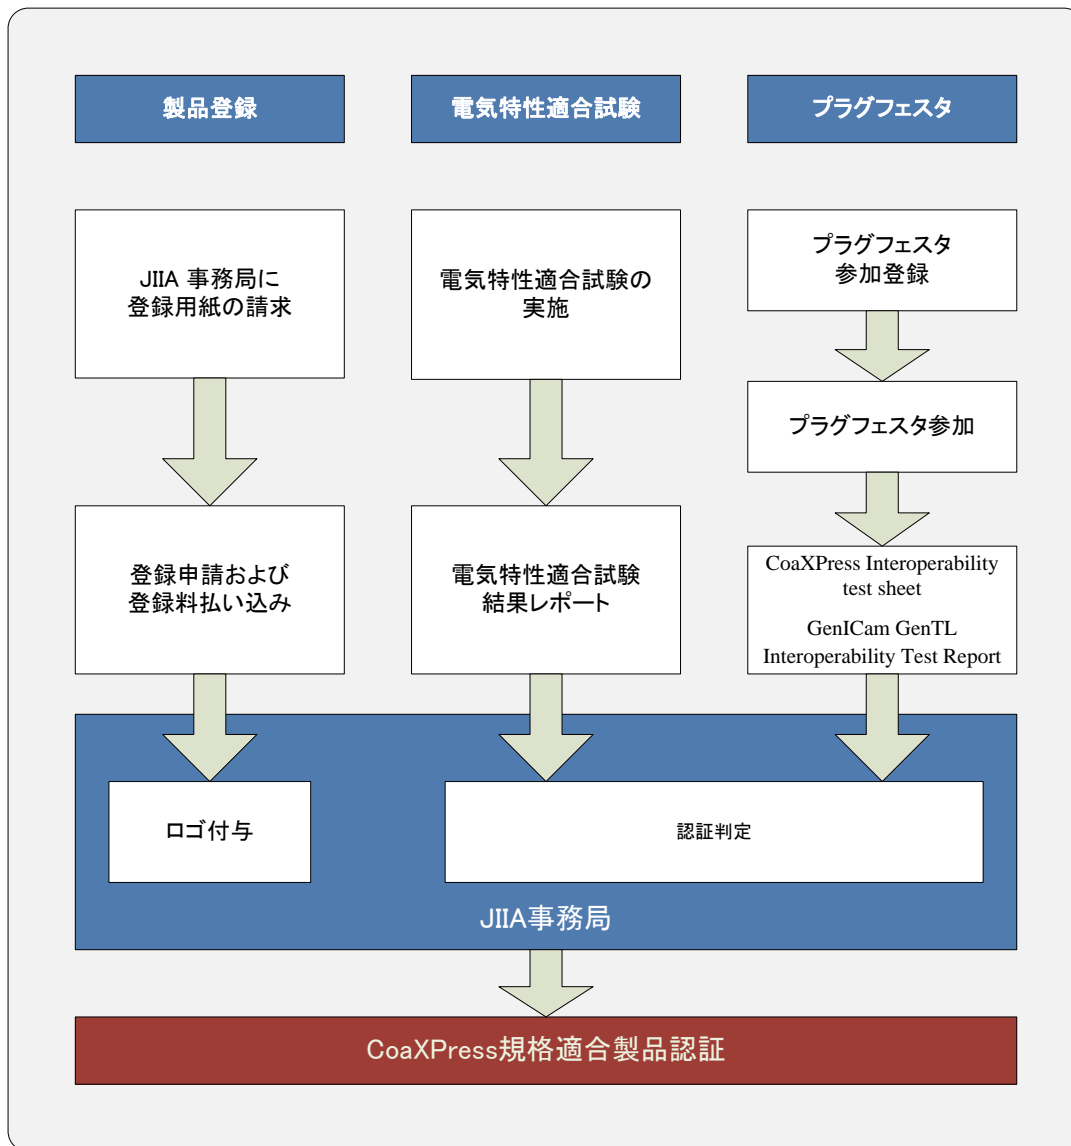 製品登録
電気特性適合試験
プラグフェスタ
JIIA 事務局に
登録用紙の請求
電気特性適合試験の
実施
プラグフェスタ
参加登録
プラグフェスタ参加
登録申請および
登録料払い込み
電気特性適合試験
結果レポート
CoaXPress Interoperability
test sheet
GenICam GenTL
Interoperability Test Report
ロゴ付与
認証判定
JIIA事務局
CoaXPress規格適合製品認証